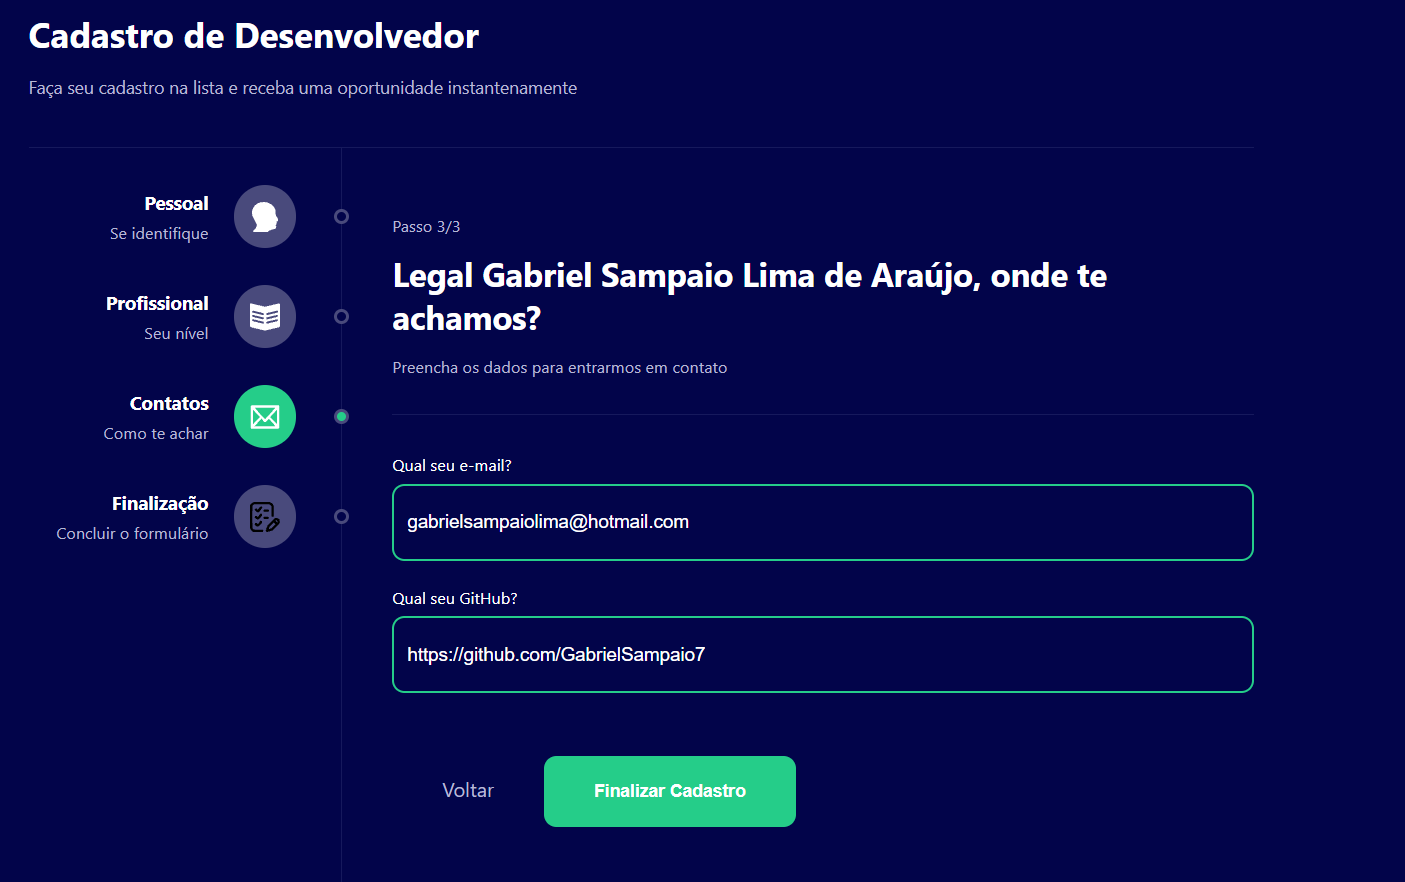 Cadastro de Desenvolvedor
Faça seu cadastro na lista e receba uma oportunidade instantenamente
Pessoal
Se identifique
Profissional
Seu nível
Contatos
Como te achar
Finalização
Concluir o formulário
Passo 3/3
Legal Gabriel Sampaio Lima de Araújo, onde te
achamos?
Preencha os dados para entrarmos em contato
Qual seu e-mail?
gabrielsampaiolima@hotmail.com
Qual seu GitHub?
https://github.com/GabrielSampaio7
Voltar
Finalizar Cadastro